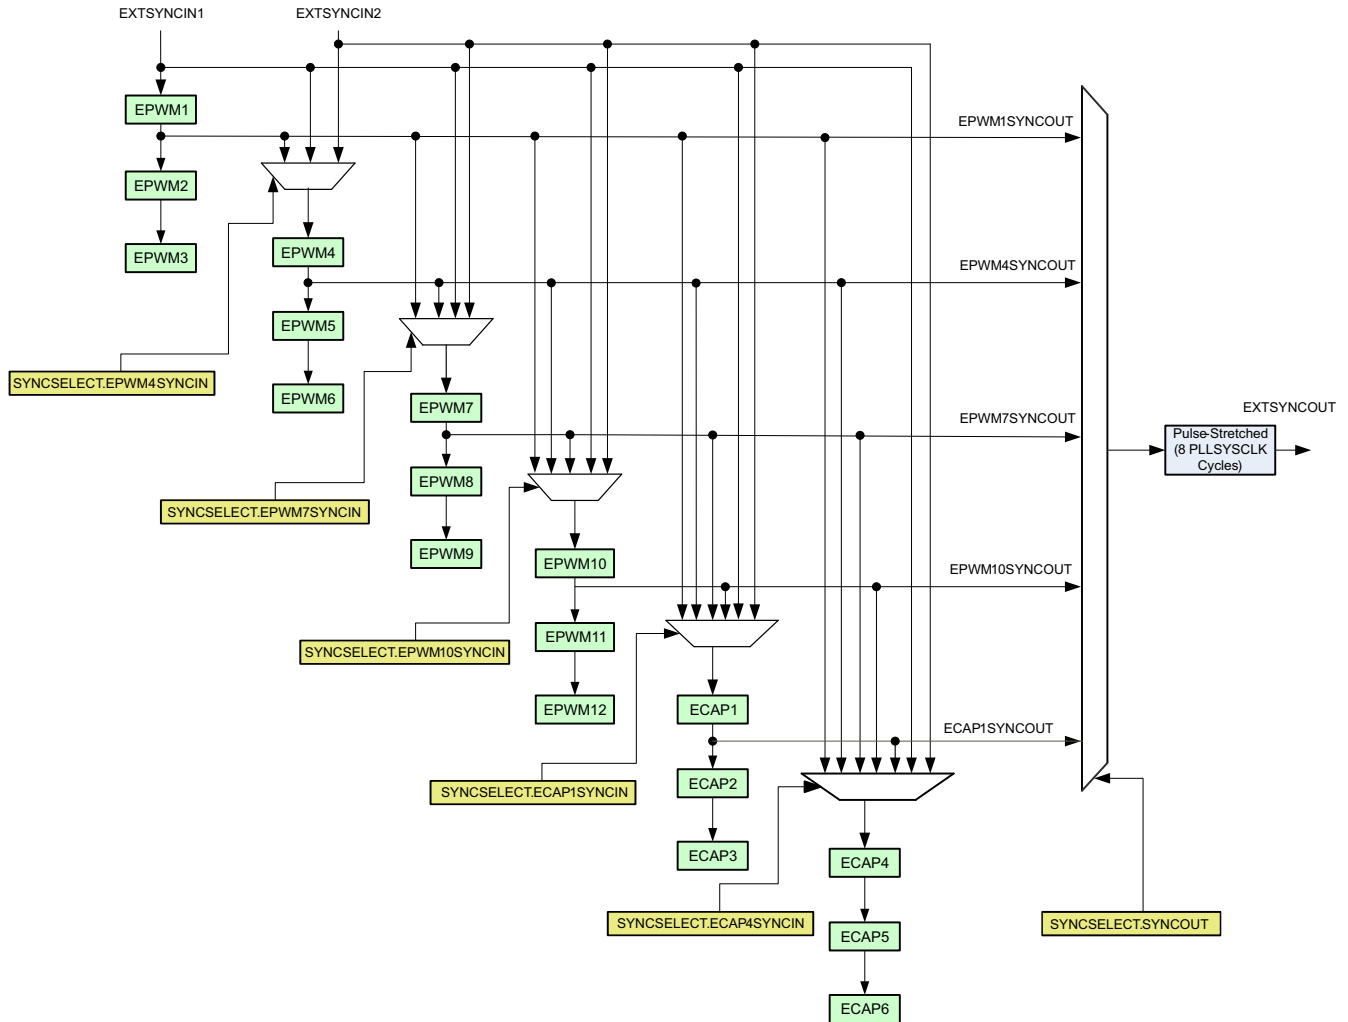 EXTSYNCIN1
EXTSYNCIN2
EPWM1
EPWM1SYNCOUT
EPWM2
EPWM3
EPWM4
EPWM4SYNCOUT
EPWM5
SYNCSELECT.EPWM4SYNCIN
EPWM6
EPWM7
EPWM7SYNCOUT
EXTSYNCOUT
Pulse-Stretched
(8 PLLSYSCLK
Cycles)
EPWM8
SYNCSELECT.EPWM7SYNCIN
EPWM9
EPWM10
EPWM10SYNCOUT
EPWM11
SYNCSELECT.EPWM10SYNCIN
EPWM12
ECAP1
ECAP1SYNCOUT
ECAP2
SYNCSELECT.ECAP1SYNCIN
ECAP3
ECAP4
SYNCSELECT.ECAP4SYNCIN
SYNCSELECT.SYNCOUT
ECAP5
ECAP6